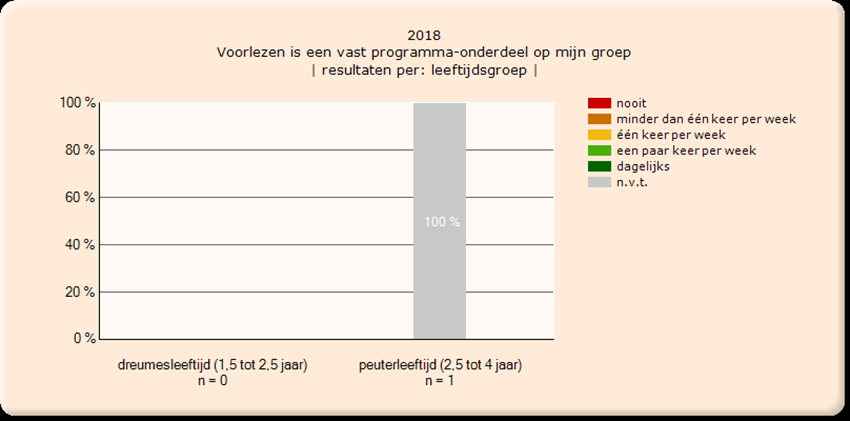 2018
Voorlezen is een vast programma-onderdeel op mijn groep
| resultaten per: leeftijdsgroep |
100 %
80 %
60 %
40 %
20 %
0 %
100 %
dreumesleeftijd (1,5 tot 2,5 jaar)
n = 0
peuterleeftijd (2,5 tot 4 jaar)
n = 1
nooit
minder dan één keer per week
één keer per week
een paar keer per week
dagelijks
n.v.t.